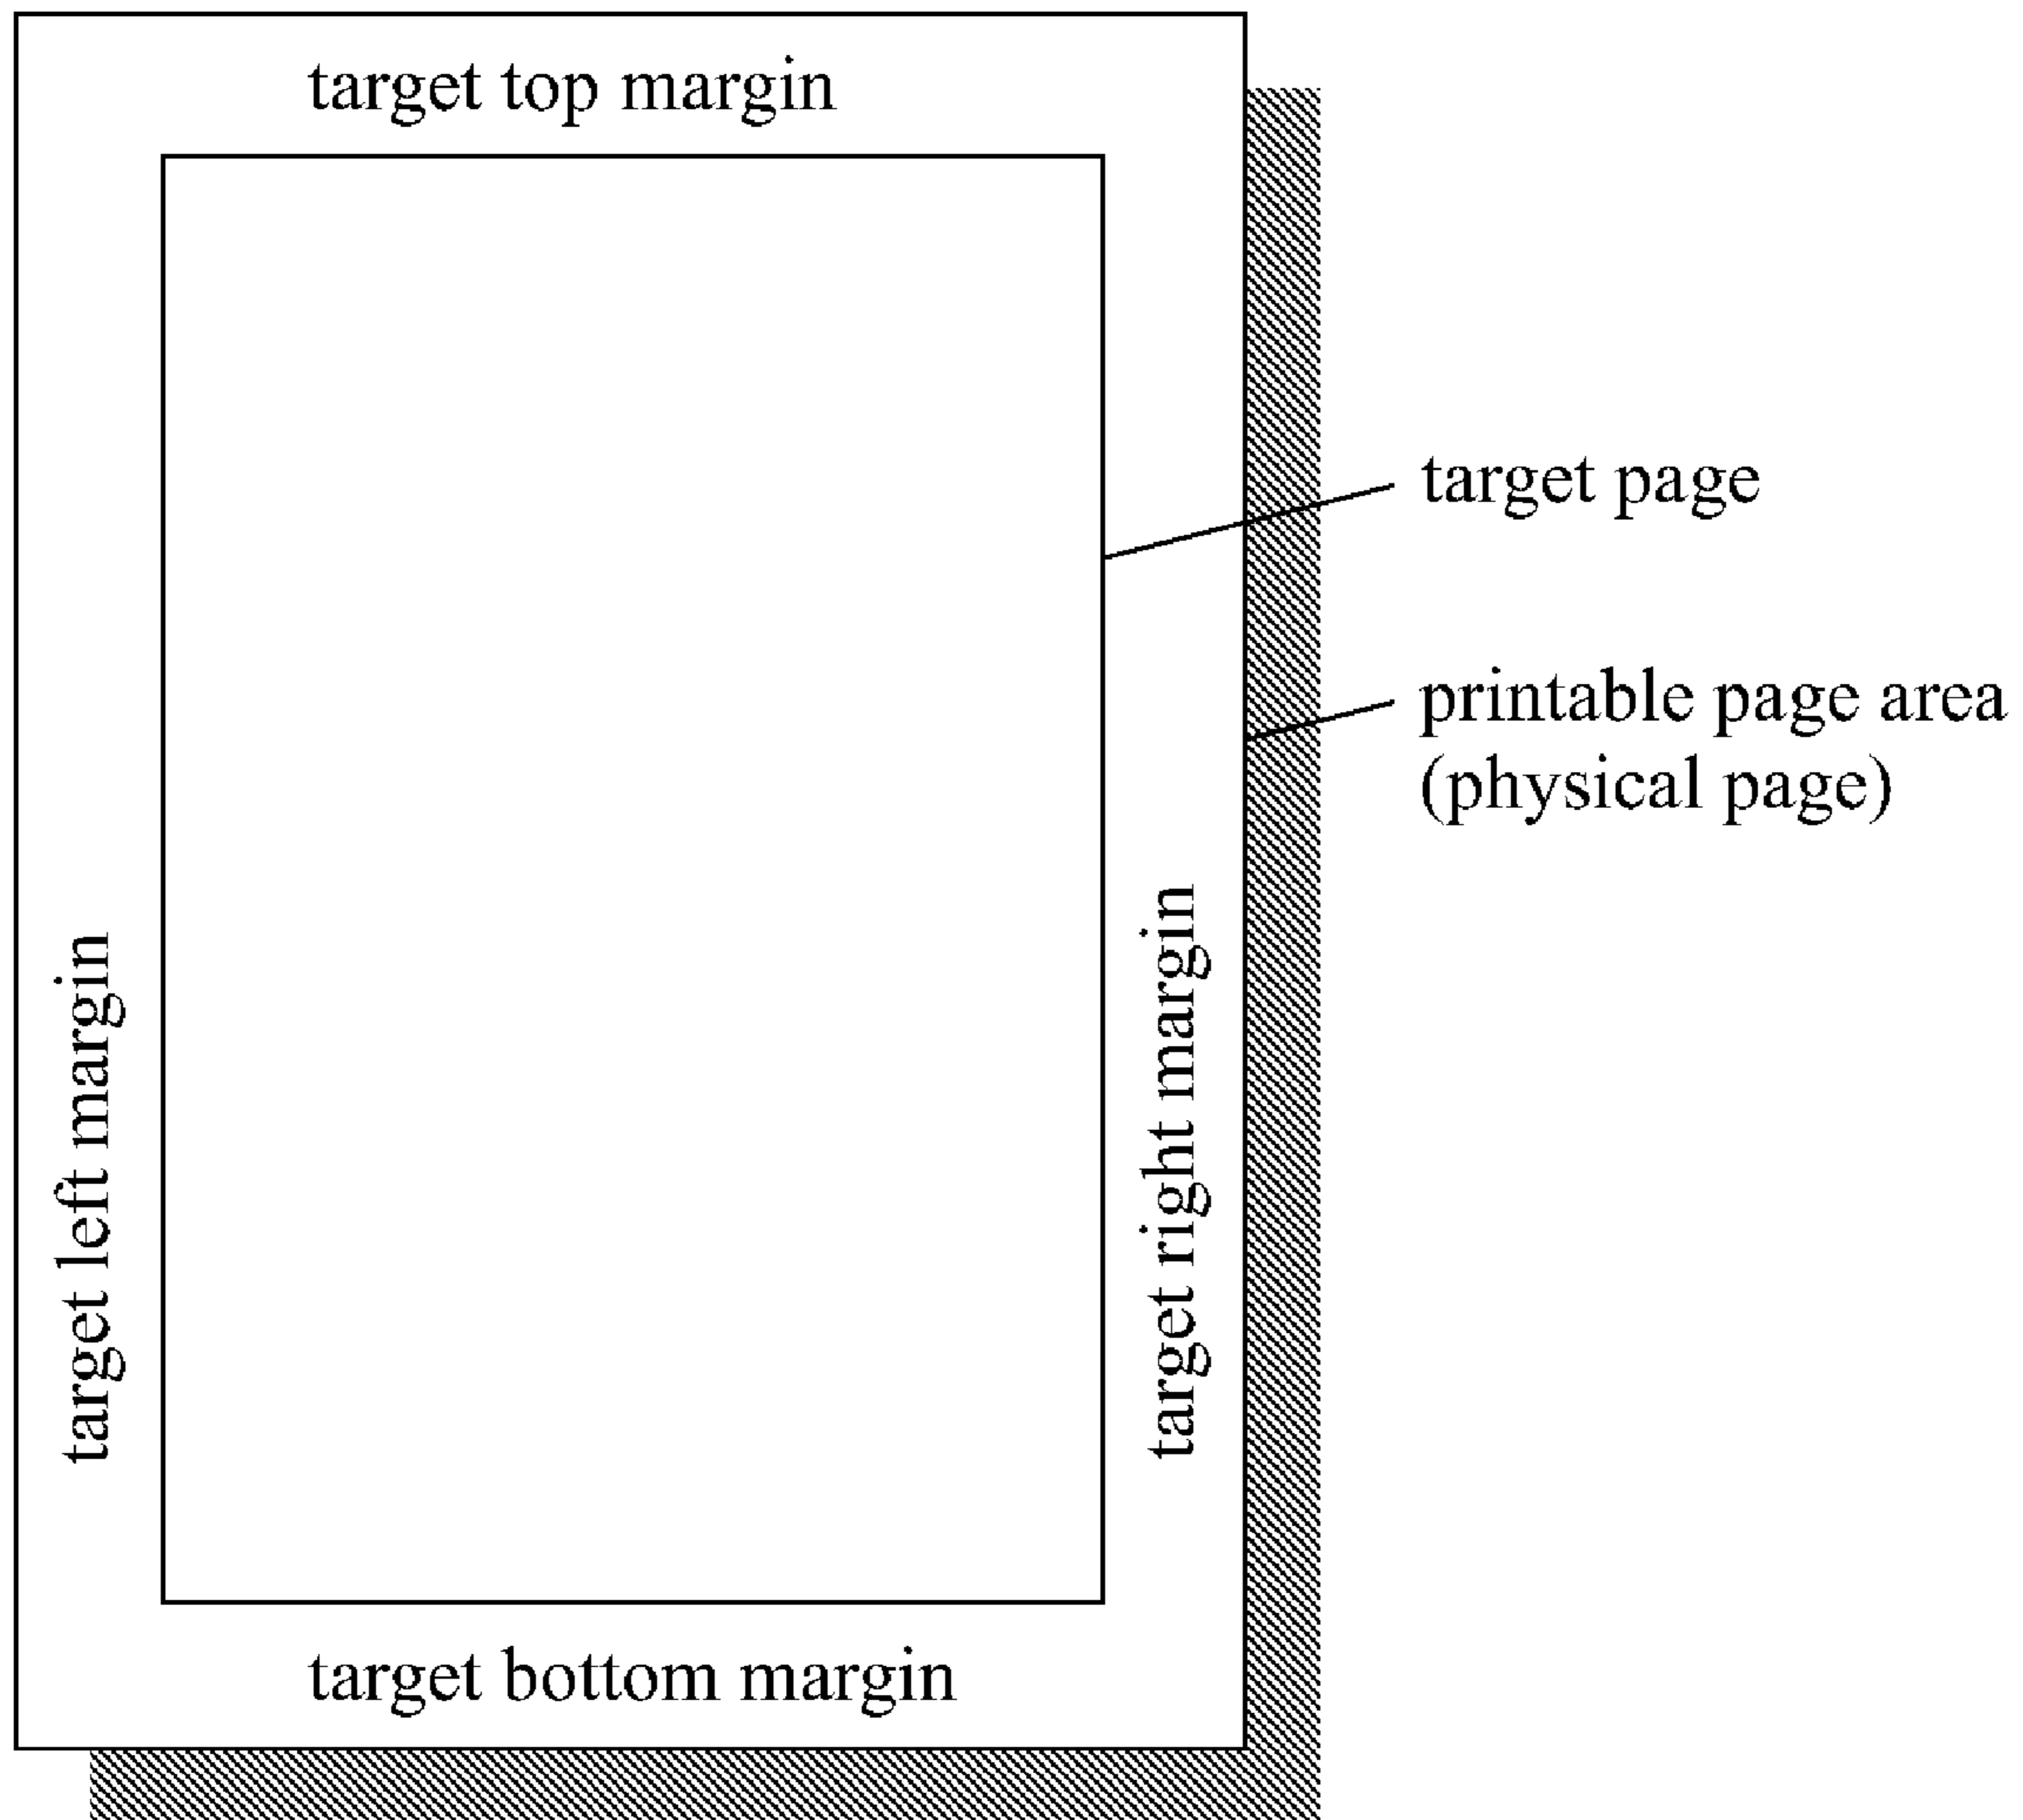 target top margin
target page
printable page area
(physical page)
target left margin
target right margin
target bottom margin